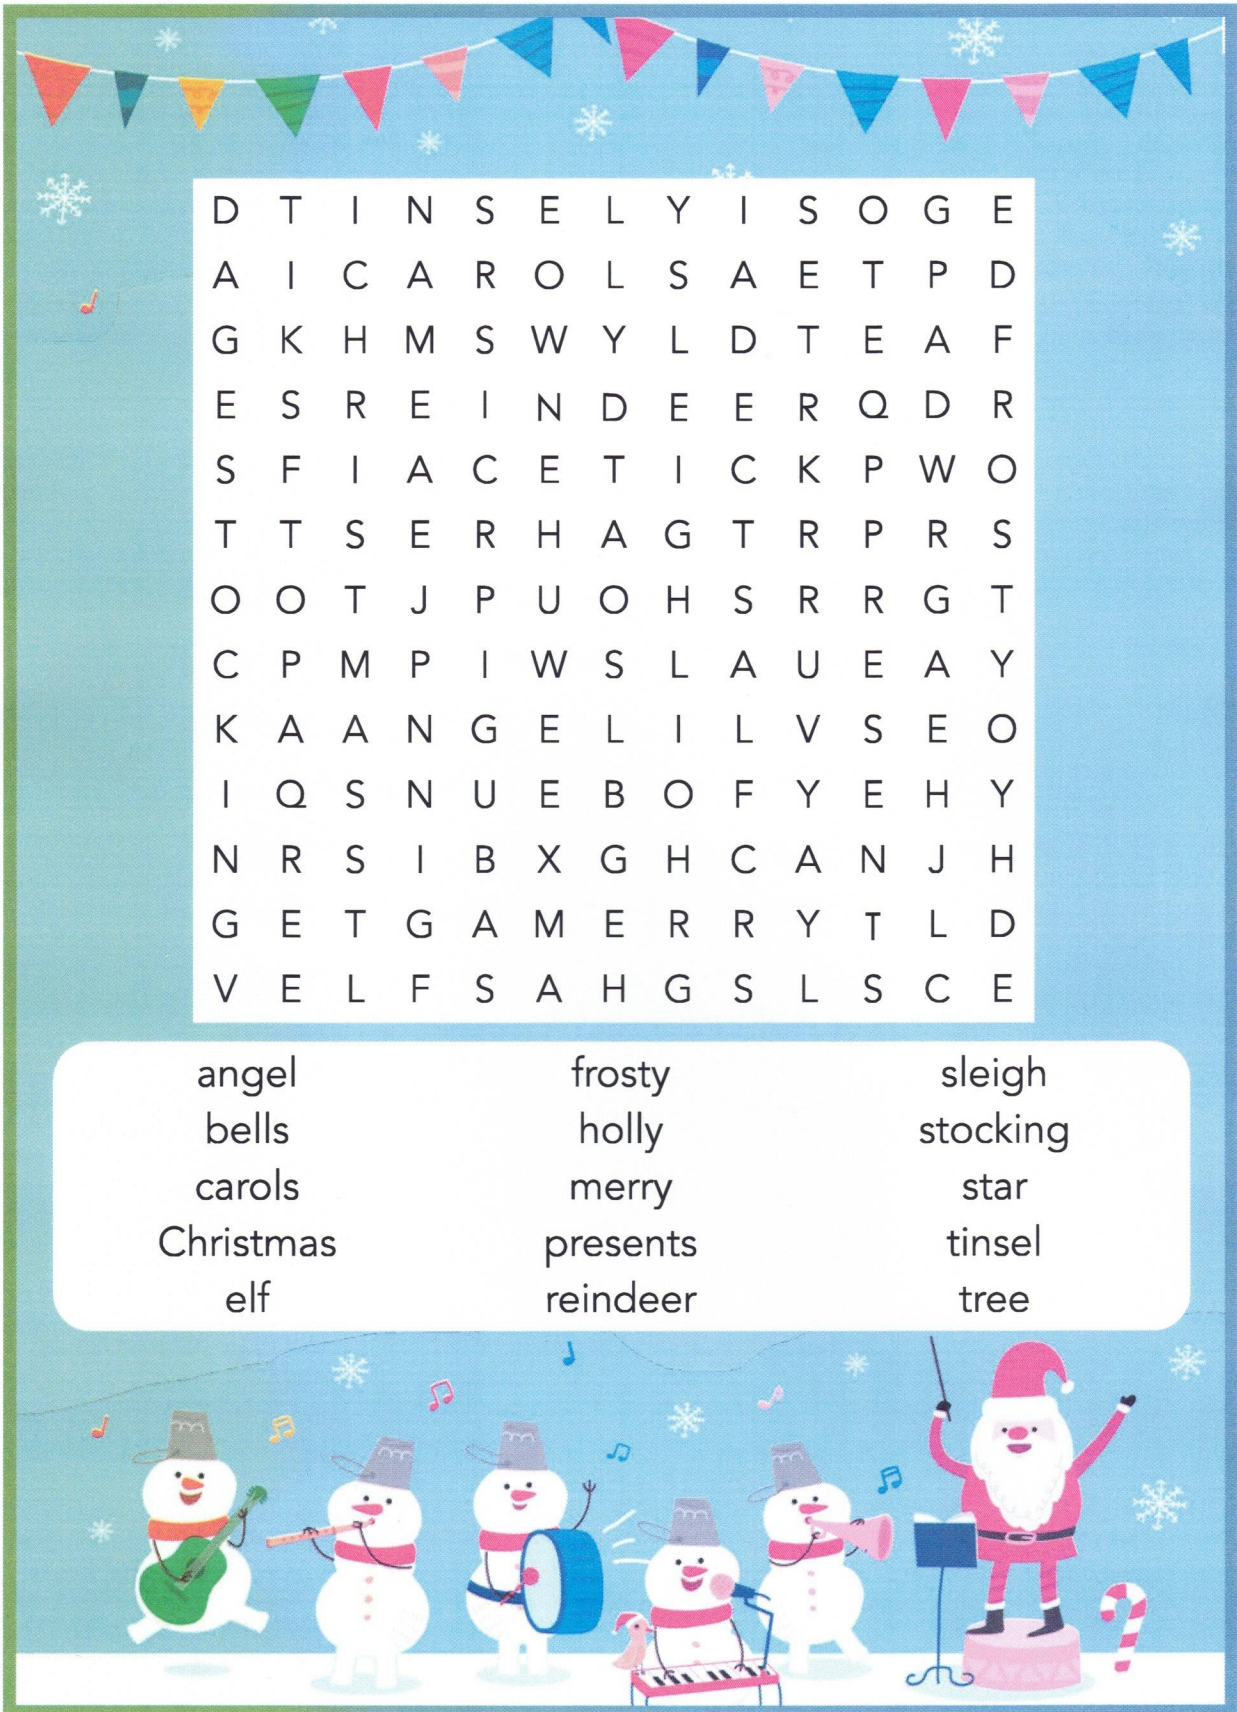 D T I N S E L Y I S O G E
A I C A R O L S A E T P D
G K H M S W Y L D T E A F
E S R E I N D E E R Q D R
S F I A C E T I C K P W O
T T S E R H A G T R P R S
O O T J P U O H S R R G T
C P M P I W S L A U E A Y
K A A N G E L I L V S E O
I Q S N U E B O F Y E H Y
N R S I B X G H C A N J H
G E T G A M E R R Y T L D
V E L F S A H G S L S C E
angel frosty sleigh
bells holly stocking
carols merry star
Christmas presents tinsel
elf reindeer tree